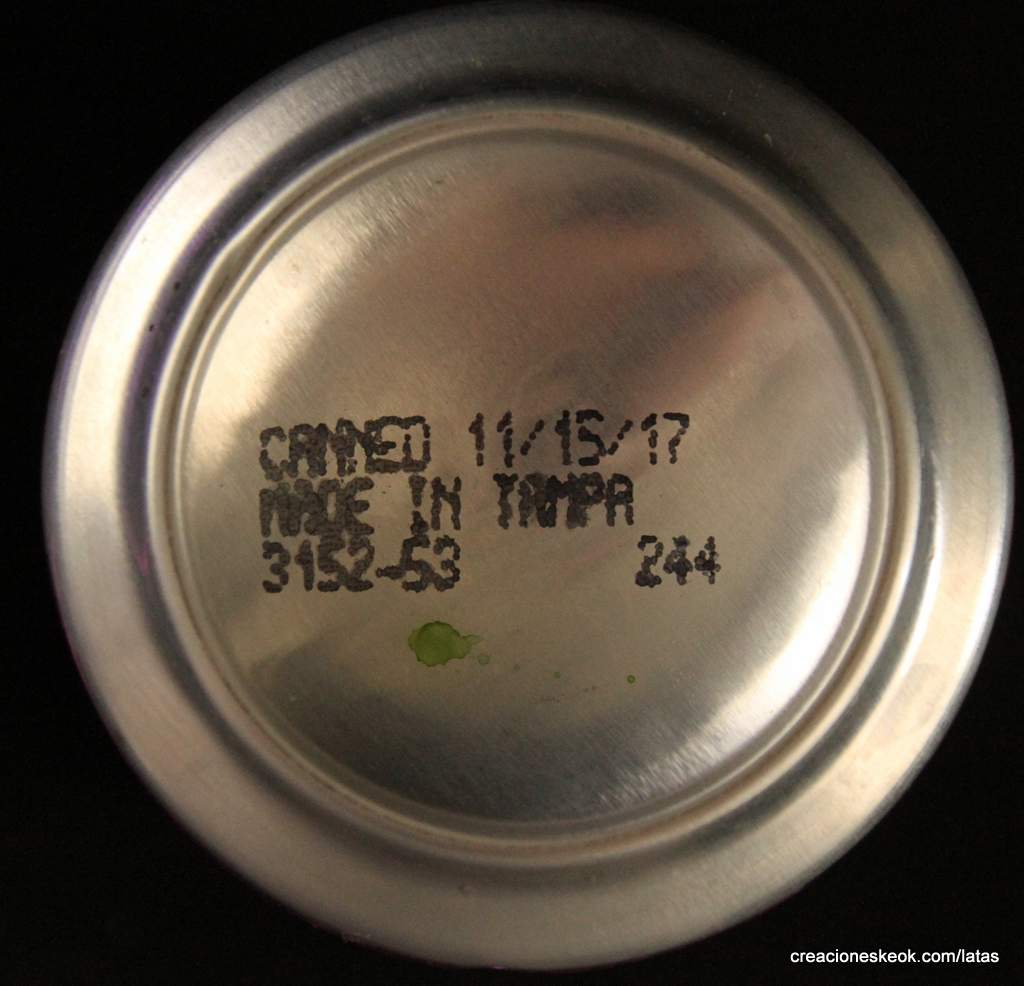 CANNED 11/15/17
MADE IN TAMPA
3152-53 244
creacioneskeok.com/latas